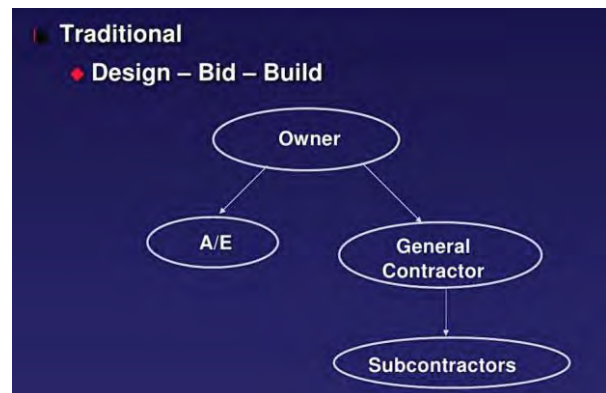 Traditional
Design – Bid – Build
Owner
A/E
General
Contractor
Subcontractors